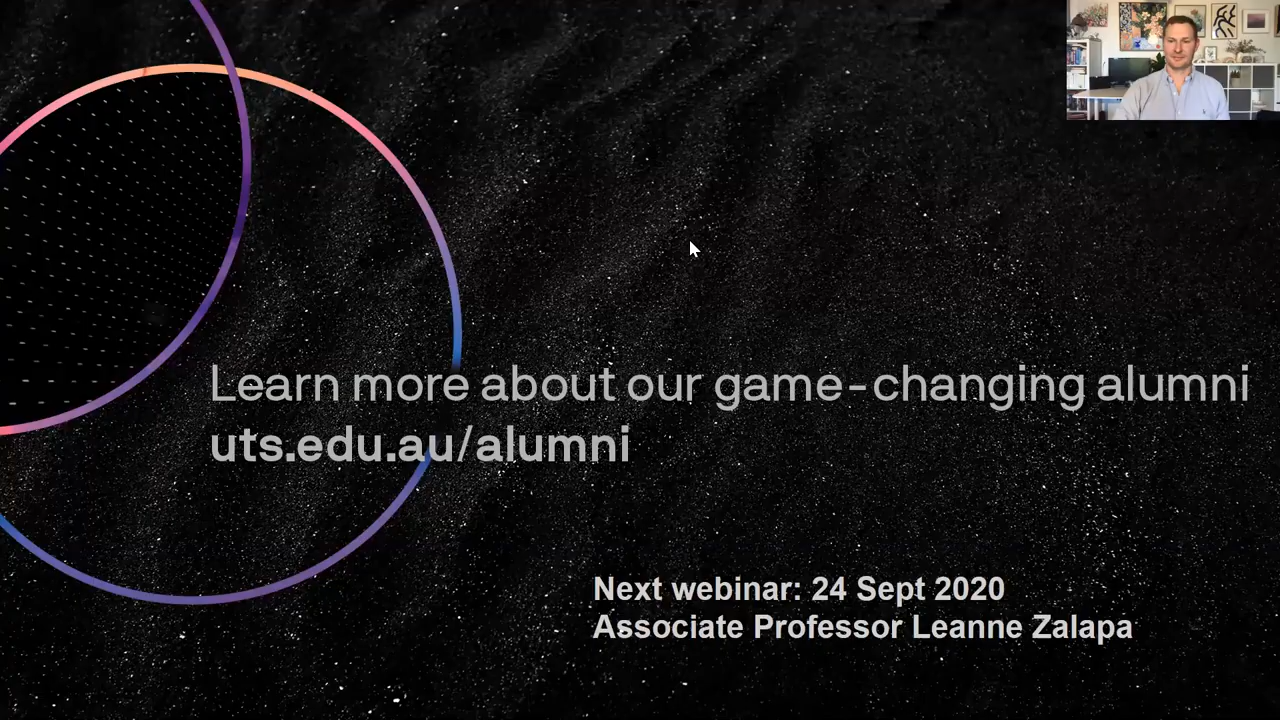 Learn more about our game-changing alumni
uts.edu.au/alumni
Next webinar: 24 Sept 2020
Associate Professor Leanne Zalapa